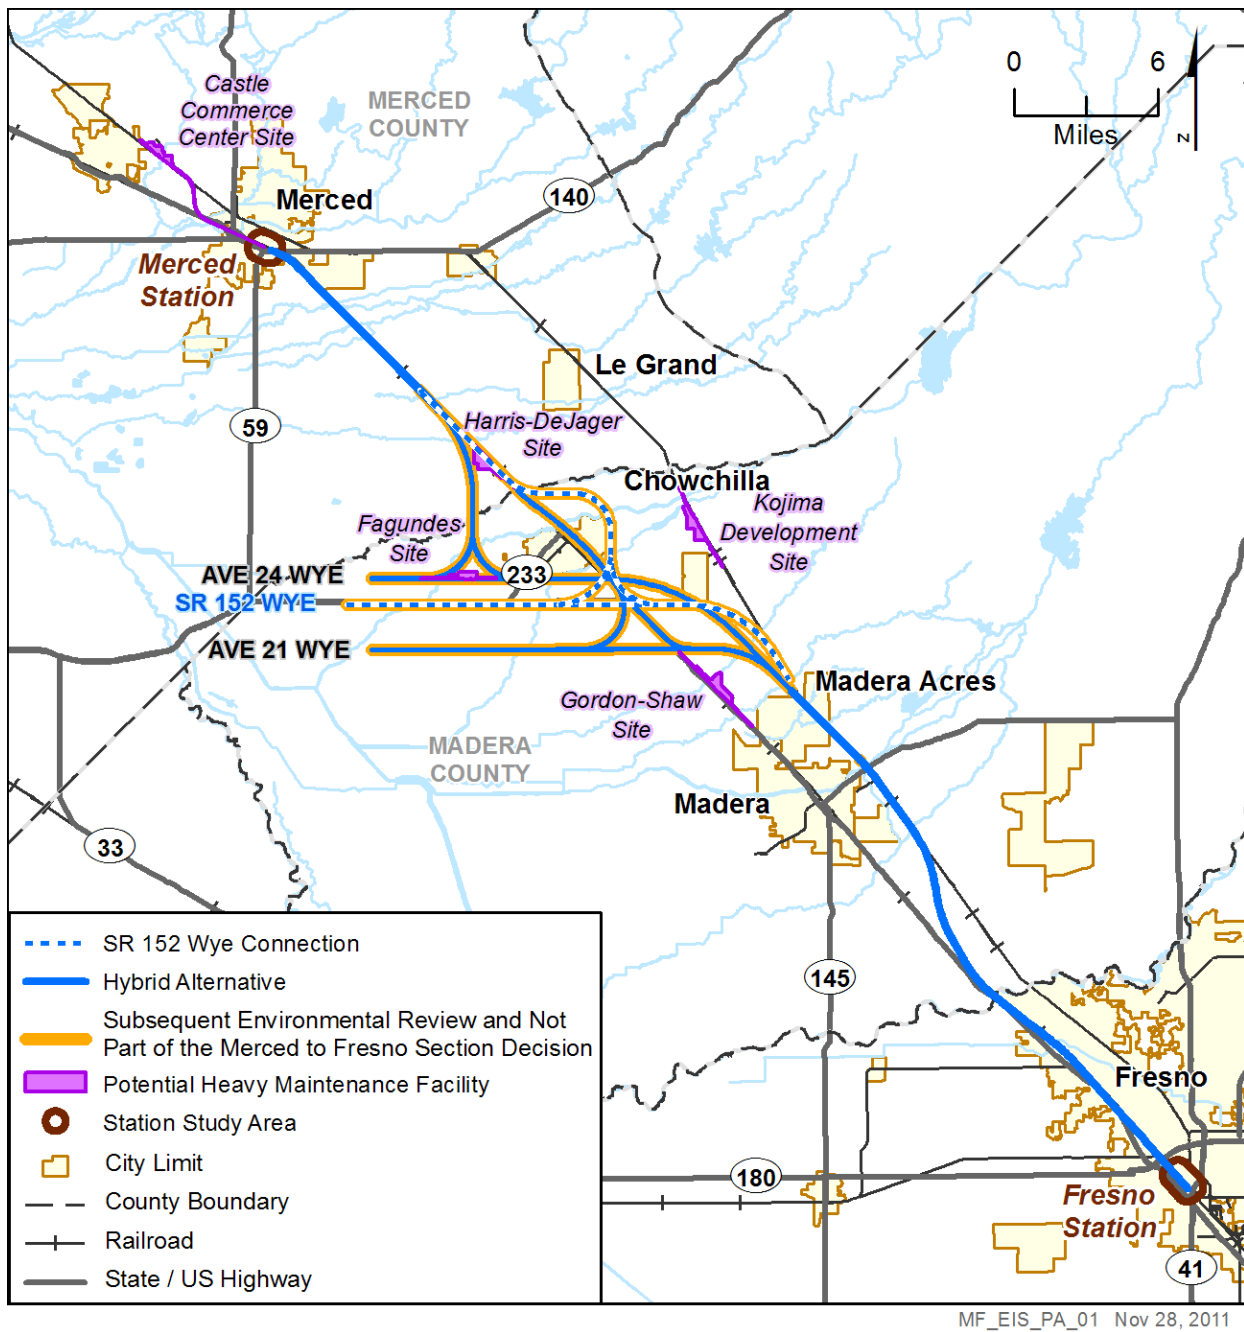 Castle
Commerce
Center Site
MERCED
COUNTY
0 6
Miles
z
Merced
140
Merced
Station
Le Grand
59
Harris-DeJager
Site
Chowchilla
Kojima
Development
Site
Fagundes
Site
233
AVE 24 WYE
SR 152 WYE
AVE 21 WYE
Madera Acres
Gordon-Shaw
Site
MADERA
COUNTY
Madera
33
145
Fresno
180
Fresno
Station
41
SR 152 Wye Connection
Hybrid Alternative
Subsequent Environmental Review and Not
Part of the Merced to Fresno Section Decision
Potential Heavy Maintenance Facility
Station Study Area
City Limit
County Boundary
Railroad
State / US Highway
MF_EIS_PA_01 Nov 28, 2011